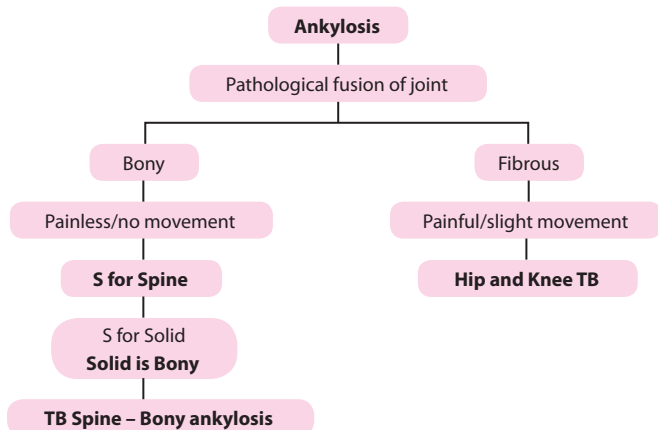 Ankylosis
Pathological fusion of joint
Bony
Painless/no movement
S for Spine
S for Solid
Solid is Bony
TB Spine – Bony ankylosis
Fibrous
Painful/slight movement
Hip and Knee TB